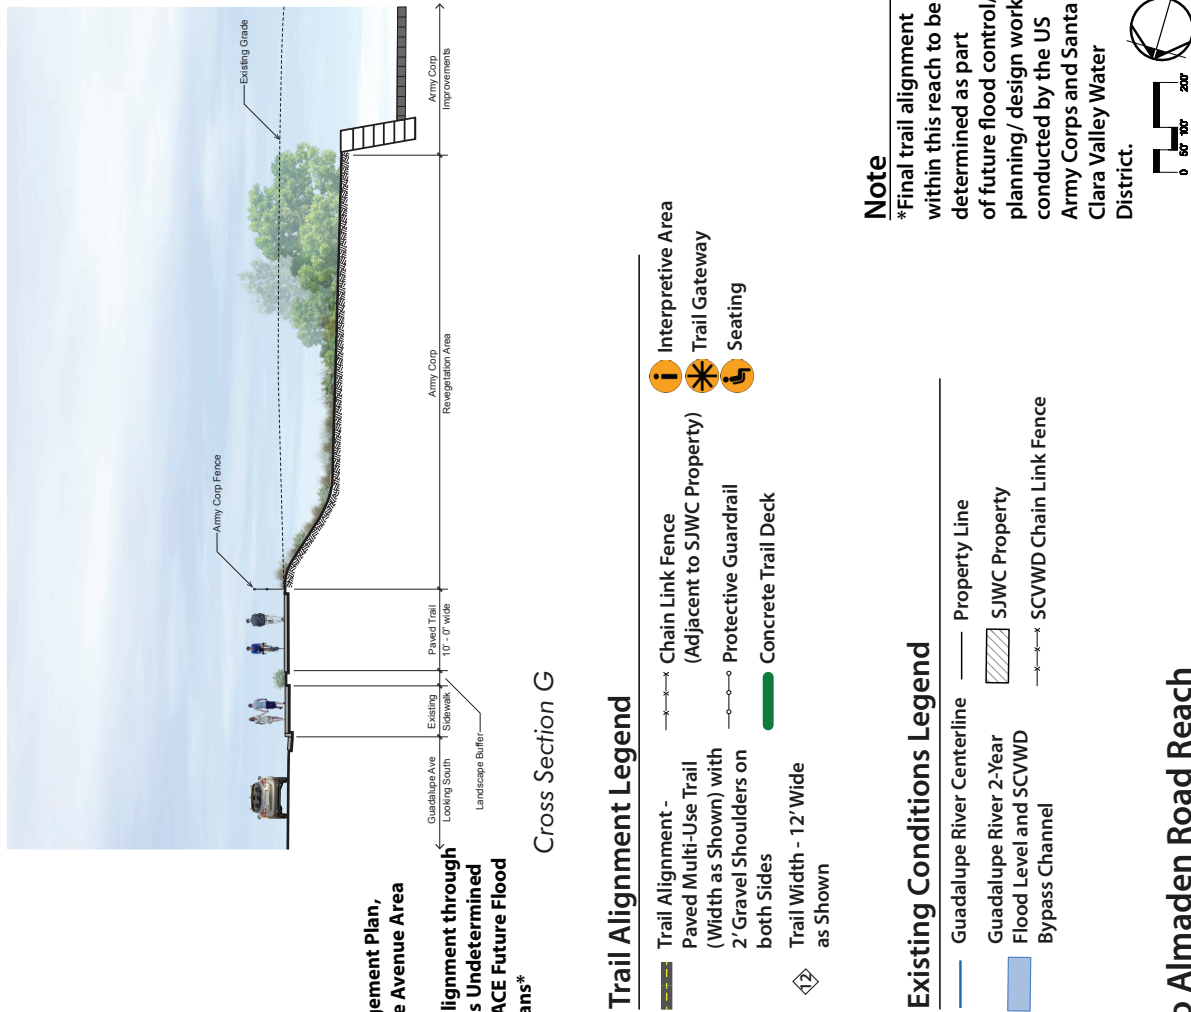 Existing Grade
Army Corp Fence
Guadalupe Ave
Looking South
Existing
Sidewalk
Landscape Buffer
Paved Trail
10' - 0" wide
Army Corp
Revegetation Area
Army Corp
Improvements
Cross Section G
gement Plan,
e Avenue Area
lignment through
s Undetermined
ACE Future Flood
ans*
Trail Alignment Legend
Trail Alignment -
Paved Multi-Use Trail
(Width as Shown) with
2' Gravel Shoulders on
both Sides
12
Trail Width - 12' Wide
as Shown
Chain Link Fence
(Adjacent to SJWC Property)
Protective Guardrail
Concrete Trail Deck
Interpretive Area
Trail Gateway
Seating
Existing Conditions Legend
Guadalupe River Centerline
Guadalupe River 2-Year
Flood Level and SCVWD
Bypass Channel
Property Line
SJWC Property
SCVWD Chain Link Fence
Note
*Final trail alignment
within this reach to be
determined as part
of future flood control/
planning/ design work
conducted by the US
Army Corps and Santa
Clara Valley Water
District.
0 50' 100' 200'
o Almaden Road Reach